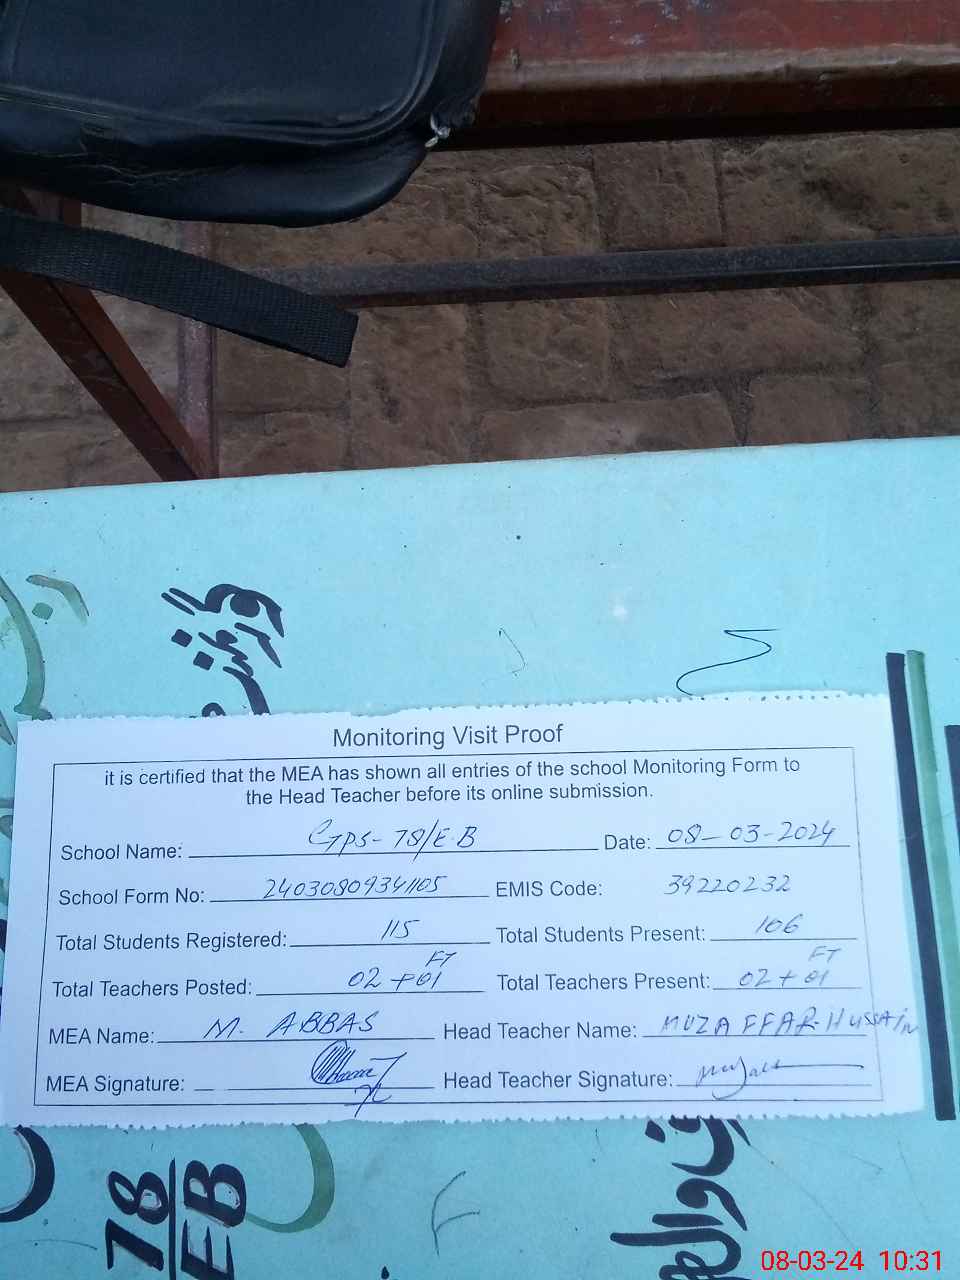 Monitoring Visit Proof
it is certified that the MEA has shown all entries of the school Monitoring Form to
the Head Teacher before its online submission.
School Name: GPS-78/E.B Date: 08-03-2024
School Form No: 24030809341105 EMIS Code: 39220232
Total Students Registered: 115 Total Students Present: 106
FT FT
Total Teachers Posted: 02+01 Total Teachers Present: 02+01
MEA Name: M. ABBAS Head Teacher Name: MUZAFFAR HUSSAIN
MEA Signature: Head Teacher Signature:
78
EB
08-03-24 10:31